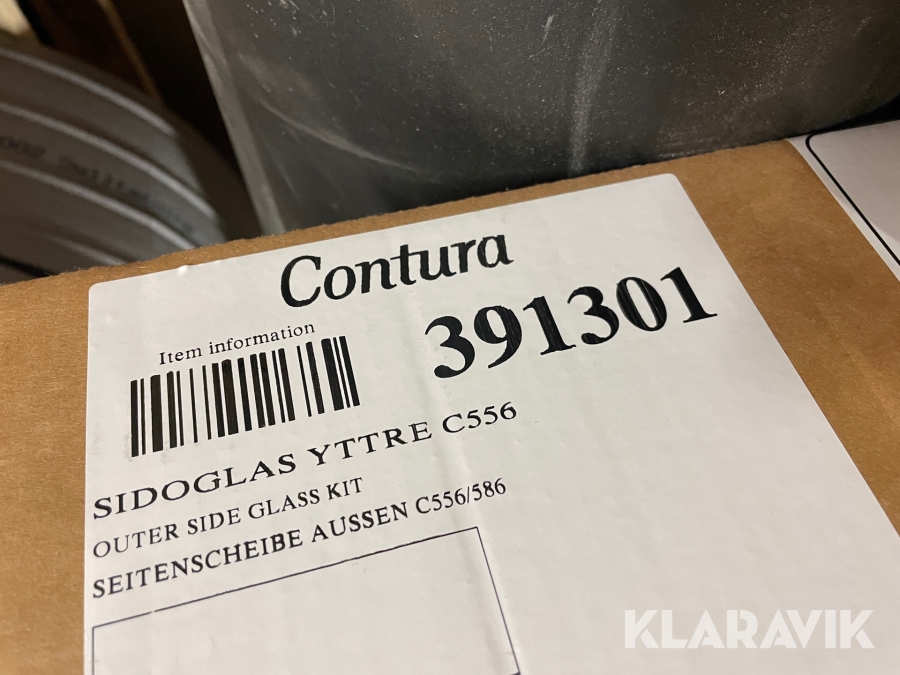 Contura
Item information
391301
SIDOGLAS YTTRE C556
OUTER SIDE GLASS KIT
SEITENSCHEIBE AUSSEN C556/586
KLARAVIK